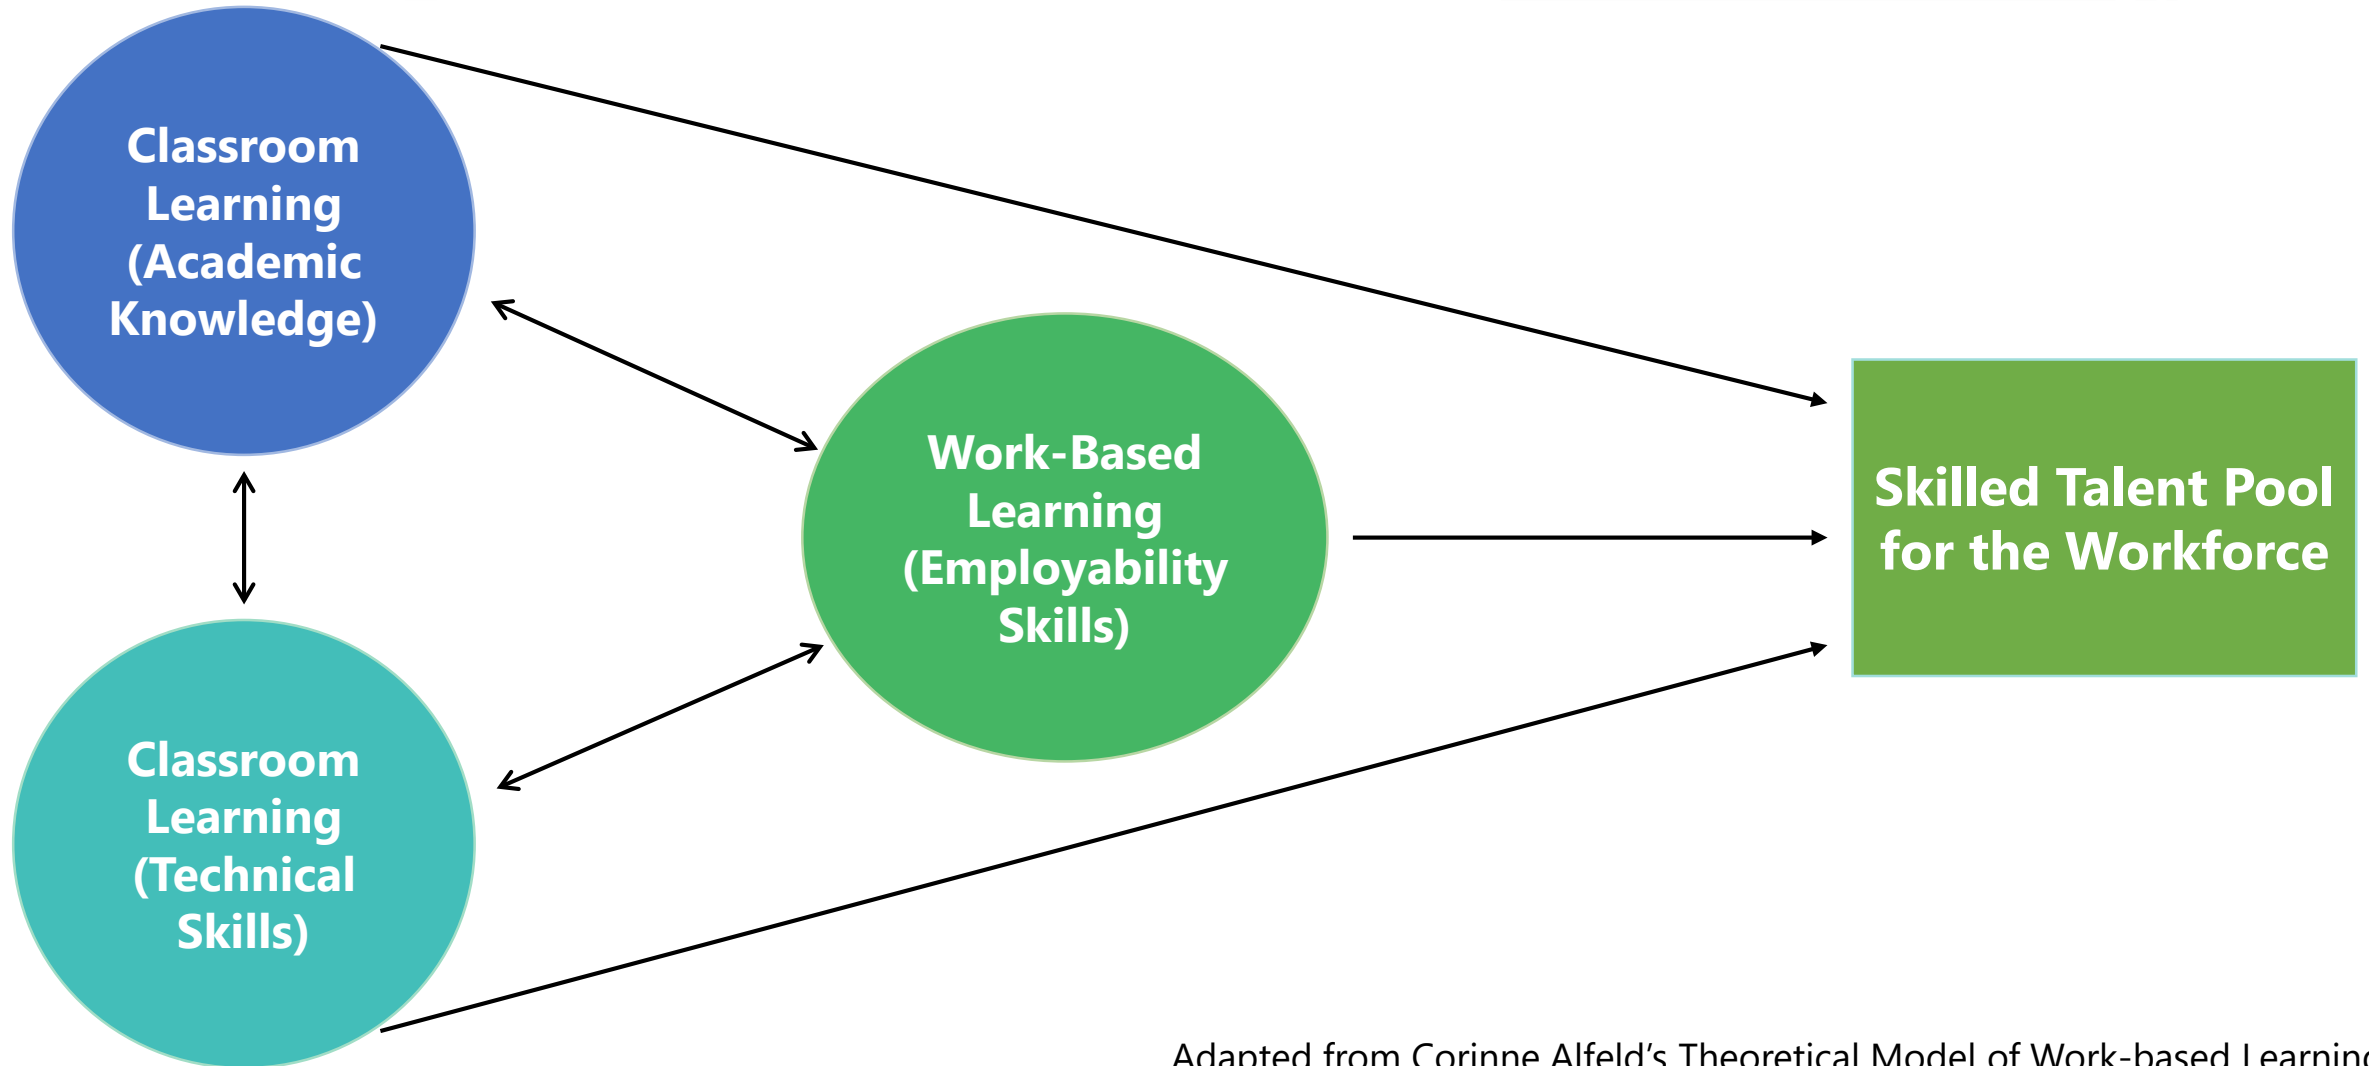 Classroom
Learning
(Academic
Knowledge)
Work-Based
Learning
(Employability
Skills)
Skilled Talent Pool
for the Workforce
Classroom
Learning
(Technical
Skills)
Adapted from Corinne Alfeld’s Theoretical Model of Work-based Learning